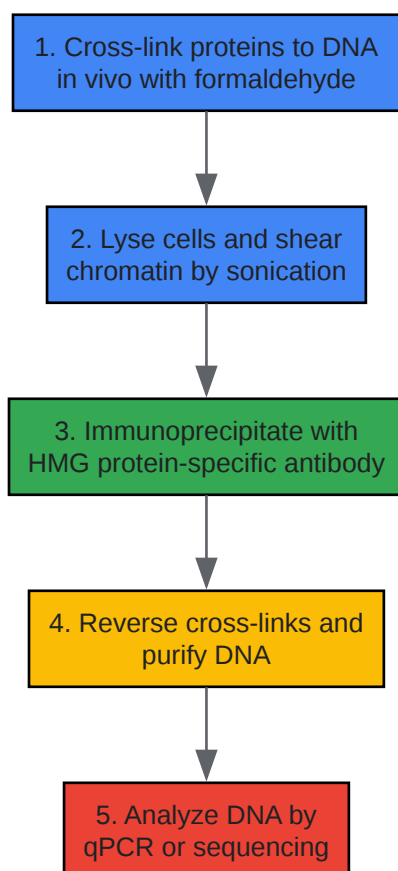 1. Cross-link proteins to DNA
in vivo with formaldehyde
2. Lyse cells and shear
chromatin by sonication
3. Immunoprecipitate with
HMG protein-specific antibody
4. Reverse cross-links and
purify DNA
5. Analyze DNA by
qPCR or sequencing